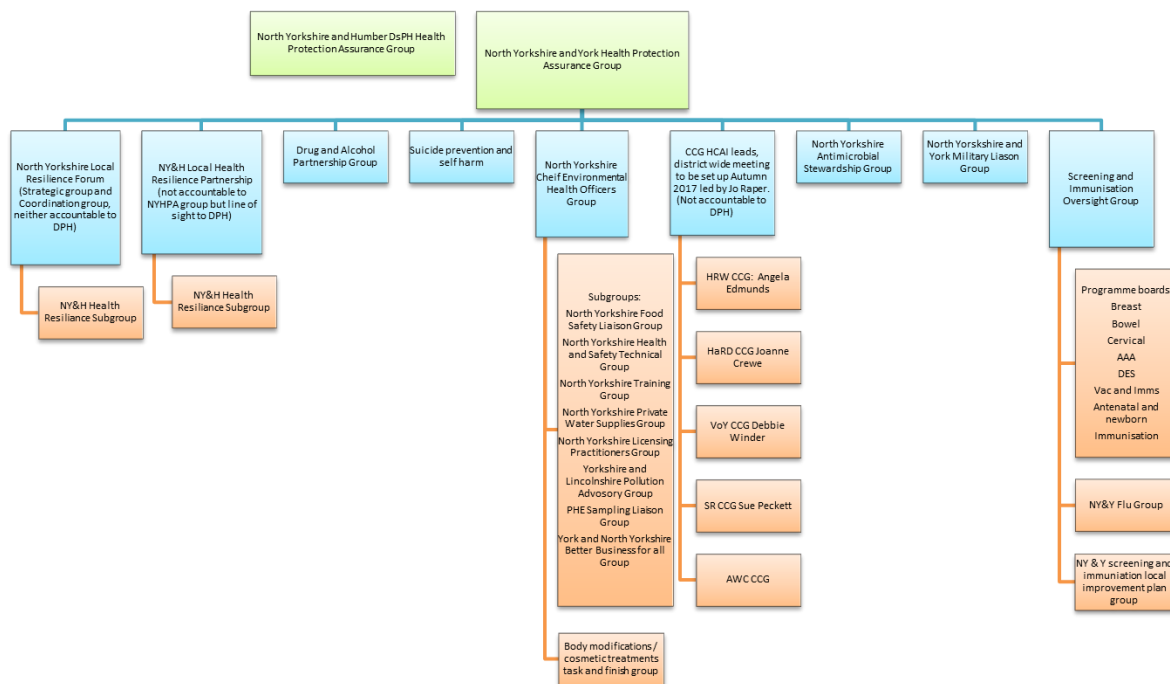 North Yorkshire and Humber DsPH Health
Protection Assurance Group
North Yorkshire and York Health Protection
Assurance Group
North Yorkshire Local
Resilience Forum
(Strategic group and
Coordination group,
neither accountable to
DPH)
NY&H Local Health
Resilience Partnership
(not accountable to
NYHPA group but line of
sight to DPH)
Drug and Alcohol
Partnership Group
Suicide prevention and
self harm
North Yorkshire
Cheif Environmental
Health Officers
Group
CCG HCAI leads,
district wide meeting
to be set up Autumn
2017 led by Jo Raper.
(Not accountable to
DPH)
North Yorkshire
Antimicrobial
Stewardship Group
North Yorkshire and
York Military Liason
Group
Screening and
Immunisation
Oversight Group
NY&H Health
Resiliance Subgroup
NY&H Health
Resiliance Subgroup
Subgroups:
North Yorkshire Food
Safety Liaison Group
North Yorkshire Health
and Safety Technical
Group
North Yorkshire Training
Group
North Yorkshire Private
Water Supplies Group
North Yorkshire Licensing
Practitioners Group
Yorkshire and
Lincolnshire Pollution
Advosory Group
PHE Sampling Liaison
Group
York and North Yorkshire
Better Business for all
Group
Body modifications/
cosmetic treatments
task and finish group
HRW CCG: Angela
Edmunds
HaRD CCG Joanne
Crewe
VoY CCG Debbie
Winder
SR CCG Sue Peckett
AWC CCG
Programme boards
Breast
Bowel
Cervical
AAA
DES
Vac and Imms
Antenatal and
newborn
Immunisation
NY&Y Flu Group
NY & Y screening and
immuniation local
improvement plan
group